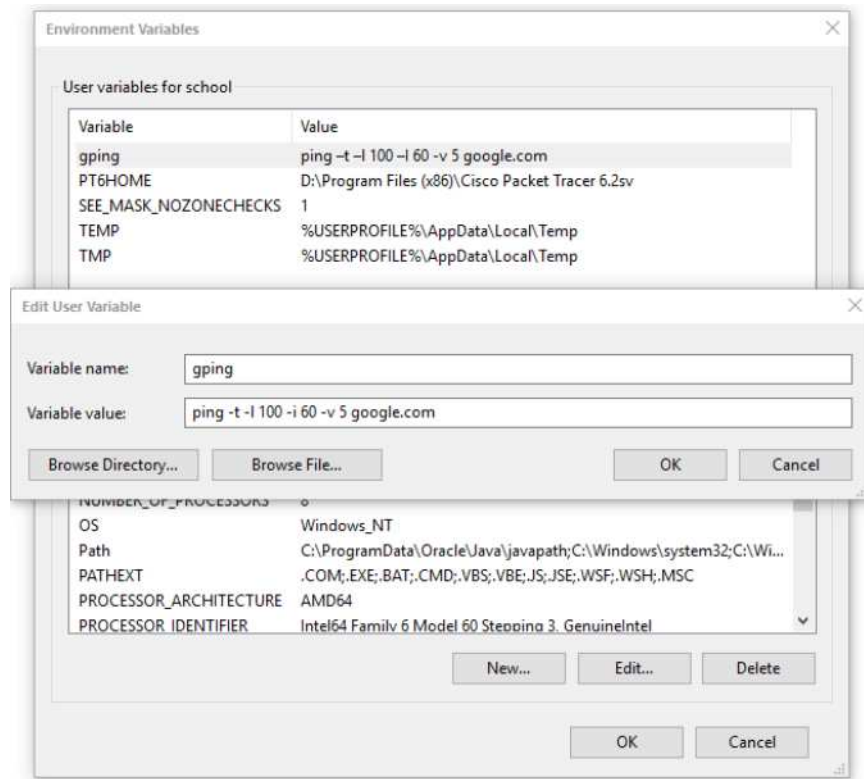 Environment Variables
User variables for school
Variable Value
gping ping –t –l 100 –l 60 -v 5 google.com
PT6HOME D:\Program Files (x86)\Cisco Packet Tracer 6.2sv
SEE_MASK_NOZONECHECKS 1
TEMP %USERPROFILE%\AppData\Local\Temp
TMP %USERPROFILE%\AppData\Local\Temp
Edit User Variable
Variable name: gping
Variable value: ping -t -l 100 -i 60 -v 5 google.com
Browse Directory... Browse File... OK Cancel
NUMBER_OF_PROCESSORS 8
OS Windows_NT
Path C:\ProgramData\Oracle\Java\javapath;C:\Windows\system32;C:\Wi...
PATHEXT .COM;.EXE;.BAT;.CMD;.VBS;.VBE;.JS;.JSE;.WSF;.WSH;.MSC
PROCESSOR_ARCHITECTURE AMD64
PROCESSOR_IDENTIFIER Intel64 Family 6 Model 60 Stepping 3, GenuineIntel
New... Edit... Delete
OK Cancel